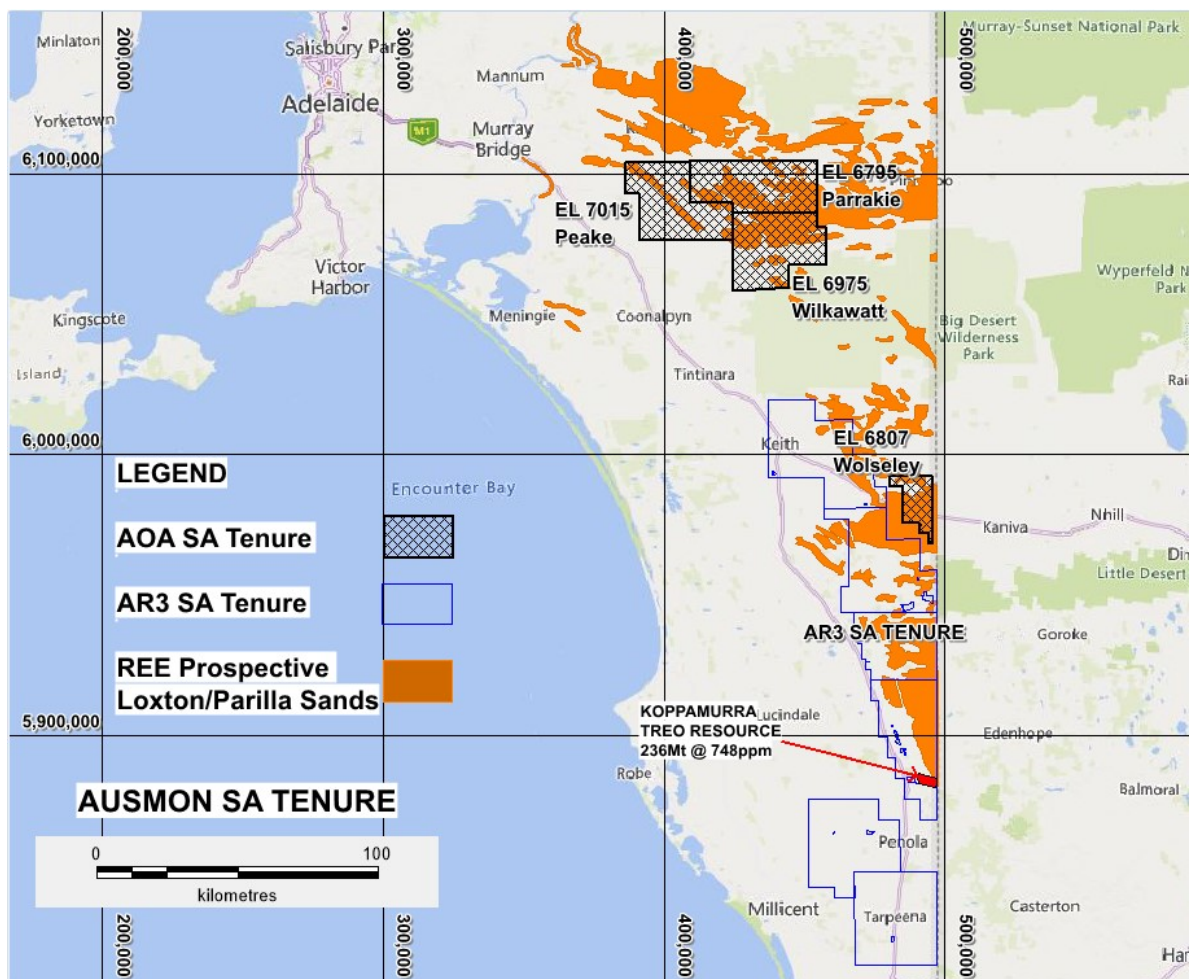 Minlaton
200,000
Salisbury Par
300,000
Mannum
400,000
500,000
Murray-Sunset National Park
Adelaide
M1
Yorketown
Murray
Bridge
6,100,000
EL 6795
Parrakie
EL 7015
Peake
Victor
Harbor
EL 6975
Wilkawatt
Wyperfeld N
Park
Kingscote
Meningie
Coonalpyn
Big Desert
Wilderness
Park
Island
Tintinara
Rai
6,000,000
Keith
EL 6807
Wolseley
LEGEND
Encounter Bay
AOA SA Tenure
Kaniva
Nhill
Din
Little Desert
AR3 SA Tenure
AR3 SA TENURE
Goroke
REE Prospective
Loxton/Parilla Sands
5,900,000
KOPPAMURRA
TREO RESOURCE
236Mt @ 748ppm
Lucindale
Edenhope
Robe
AUSMON SA TENURE
Balmoral
0
100
kilometres
Penola
Millicent
Tarpeena
Casterton
200,000
300,000
400,000
500,000
Ha